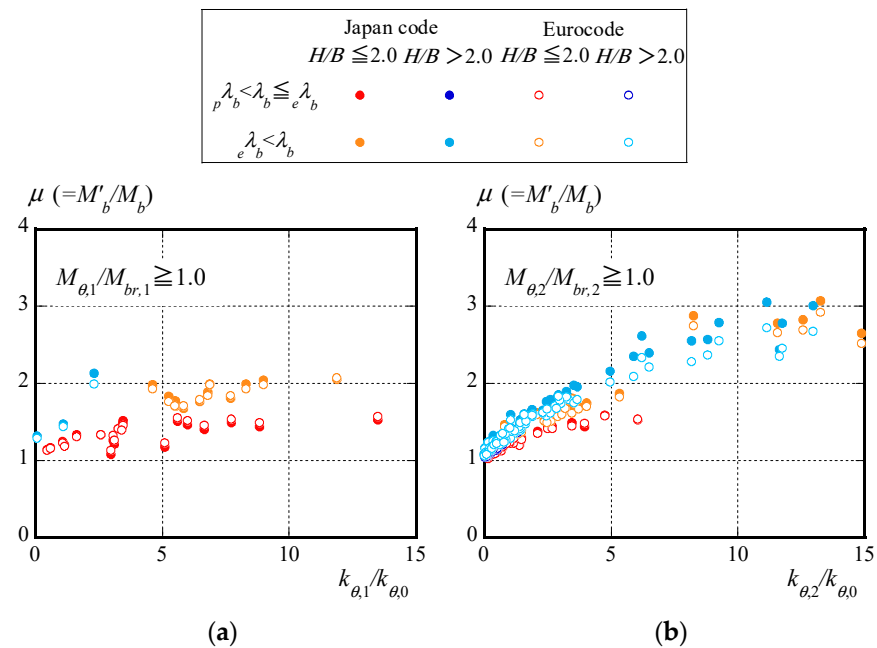 Japan code Eurocode
H/B ≦2.0 H/B >2.0 H/B ≦2.0 H/B >2.0
pλb<λb≦eλb
eλb<λb
μ (=M′b/Mb)
4
3
2
1
0
Mθ,1/Mbr,1≧1.0
0 5 10 15
kθ,1/kθ,0
(a)
μ (=M′b/Mb)
4
3
2
1
0
Mθ,2/Mbr,2≧1.0
0 5 10 15
kθ,2/kθ,0
(b)